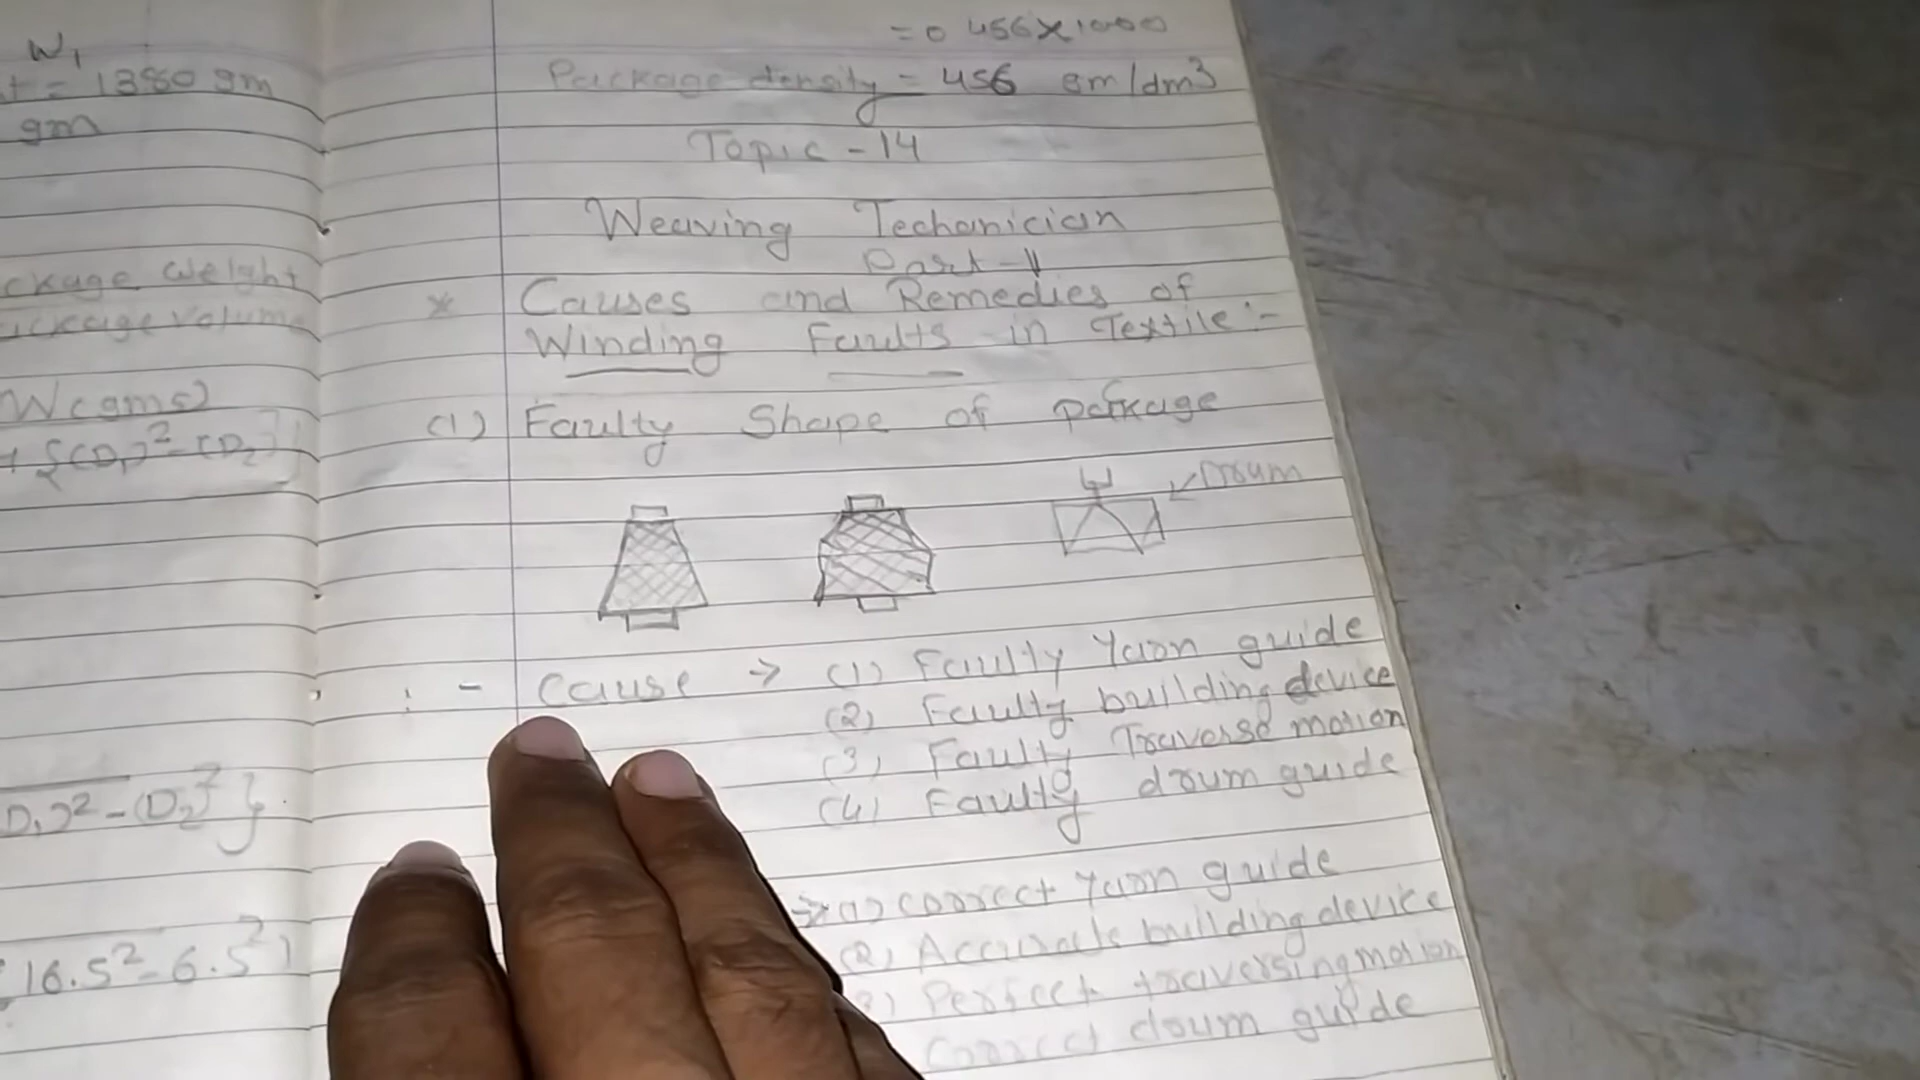 W1
t = 1380 gm
gm
ckage weight
ackage volume
W(gms)
{(D1)2 - (D2)
D1)2 - (D2)2}
16.52 - 6.52)
= 0.456 x 1000
Package density = 456 gm/dm3
Topic - 14
Weaving Techanician
Part - V
* Causes and Remedies of
Winding Faults in Textile :-
(1) Faulty Shape of package
Drum
:- Cause → (1) Faulty Yarn guide
(2) Faulty building device
(3) Faulty Traverse motion
(4) Faulty drum guide
→ (1) correct Yarn guide
(2) Accurate building device
3) Perfect traversing motion
Correct drum guide